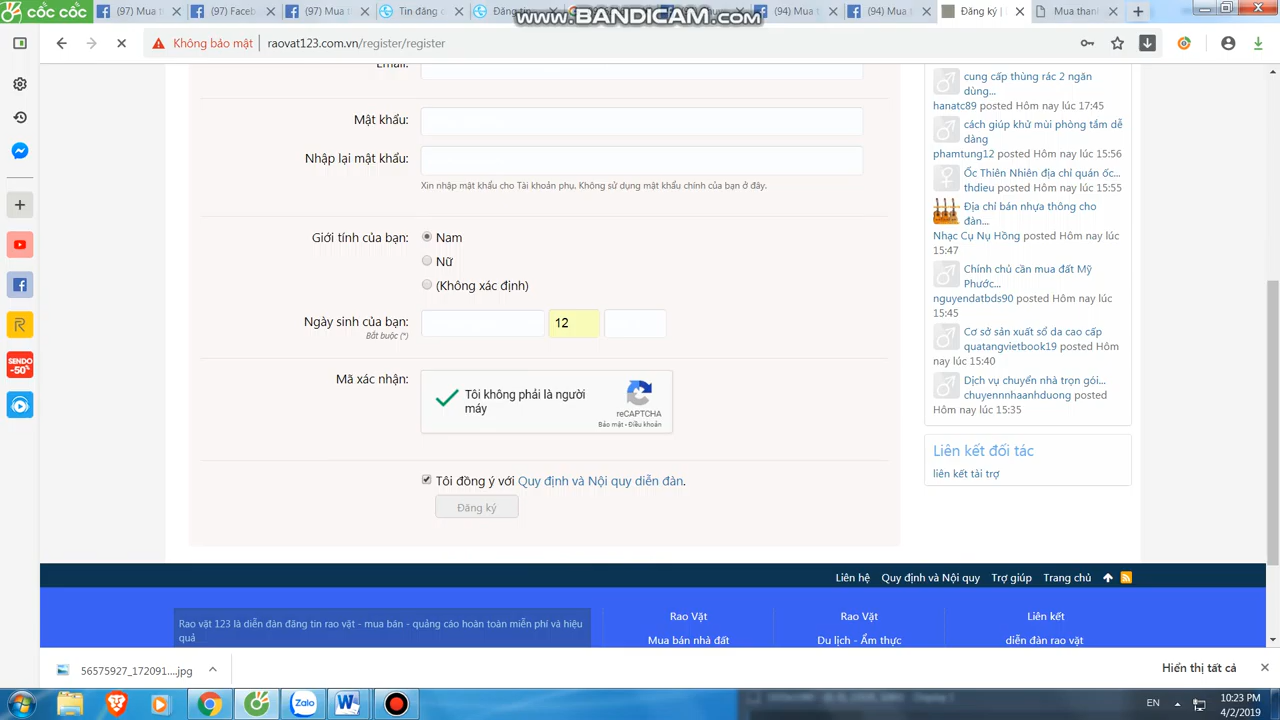 cốc cốc
(97) Mua t
(97) Faceb
(97) Mua t
Tin đăng
Đăng
(94) Mua t
(94) Mua t
Đăng ký |
Mua thanh
www.BANDICAM.com
Không bảo mật
raovat123.com.vn/register/register
Email:
Mật khẩu:
Nhập lại mật khẩu:
Xin nhập mật khẩu cho Tài khoản phụ. Không sử dụng mật khẩu chính của bạn ở đây.
Giới tính của bạn:
Nam
Nữ
(Không xác định)
Ngày sinh của bạn:
12
Bắt buộc (*)
Mã xác nhận:
Tôi không phải là người
máy
reCAPTCHA
Bảo mật - Điều khoản
Tôi đồng ý với Quy định và Nội quy diễn đàn.
Đăng ký
cung cấp thùng rác 2 ngăn
dùng...
hanatc89 posted Hôm nay lúc 17:45
cách giúp khử mùi phòng tắm dễ
dàng
phamtung12 posted Hôm nay lúc 15:56
Ốc Thiên Nhiên địa chỉ quán ốc...
thdieu posted Hôm nay lúc 15:55
Địa chỉ bán nhựa thông cho
đàn...
Nhạc Cụ Nụ Hồng posted Hôm nay lúc
15:47
Chính chủ cần mua đất Mỹ
Phước...
nguyendatbds90 posted Hôm nay lúc
15:45
Cơ sở sản xuất sổ da cao cấp
quatangvietbook19 posted Hôm
nay lúc 15:40
Dịch vụ chuyển nhà trọn gói...
chuyennnhaanhduong posted
Hôm nay lúc 15:35
Liên kết đối tác
liên kết tài trợ
Liên hệ
Quy định và Nội quy
Trợ giúp
Trang chủ
Rao vặt 123 là diễn đàn đăng tin rao vặt - mua bán - quảng cáo hoàn toàn miễn phí và hiệu
quả
Rao Vặt
Mua bán nhà đất
Rao Vặt
Du lịch - Ẩm thực
Liên kết
diễn đàn rao vặt
SENDO
-50%
56575927_172091....jpg
Hiển thị tất cả
Zalo
EN
10:23 PM
4/2/2019